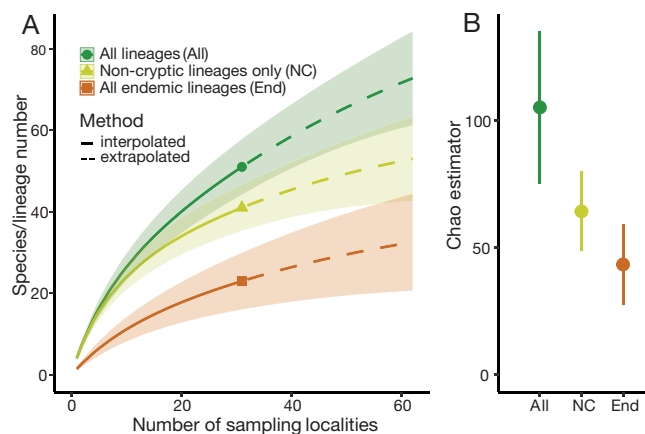 A
B
80
60
40
20
0
Species/lineage number
All lineages (All)
Non-cryptic lineages only (NC)
All endemic lineages (End)
Method
interpolated
extrapolated
0
20
40
60
Number of sampling localities
Chao estimator
100
50
0
All
NC
End